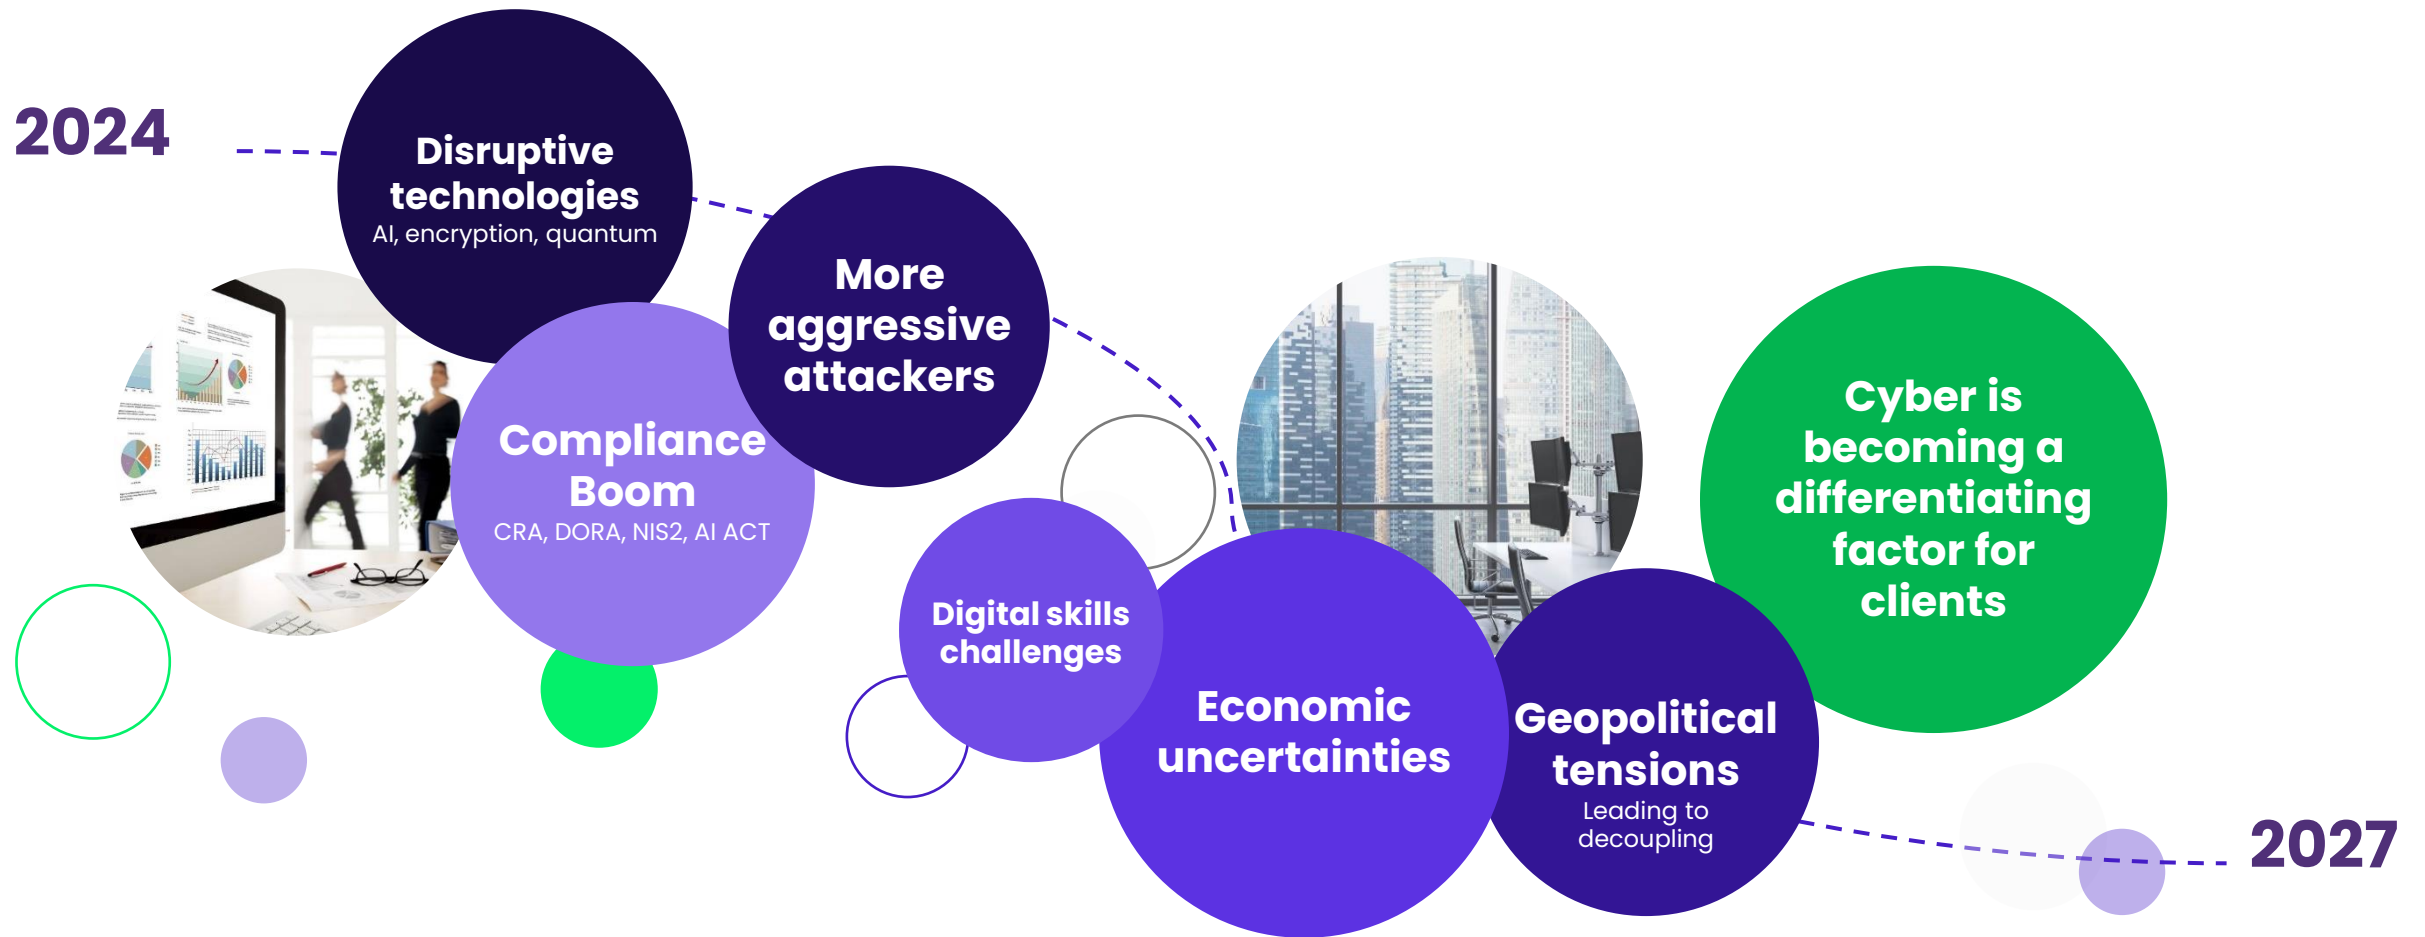 2024
Disruptive
technologies
AI, encryption, quantum
More
aggressive
attackers
Compliance
Boom
CRA, DORA, NIS2, AI ACT
Digital skills
challenges
Economic
uncertainties
Geopolitical
tensions
Leading to
decoupling
Cyber is
becoming a
differentiating
factor for
clients
2027